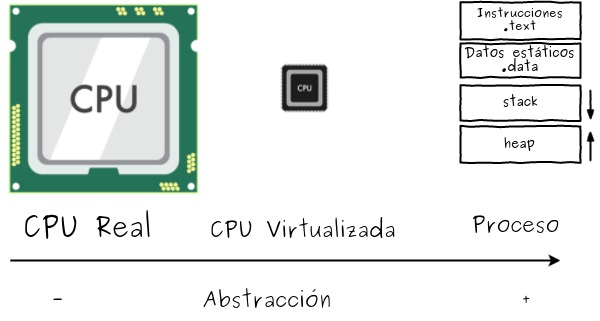 Instrucciones
.text
Datos estáticos
.data
CPU
CPU
stack
heap
CPU Real
CPU Virtualizada
Proceso
-
Abstracción
+